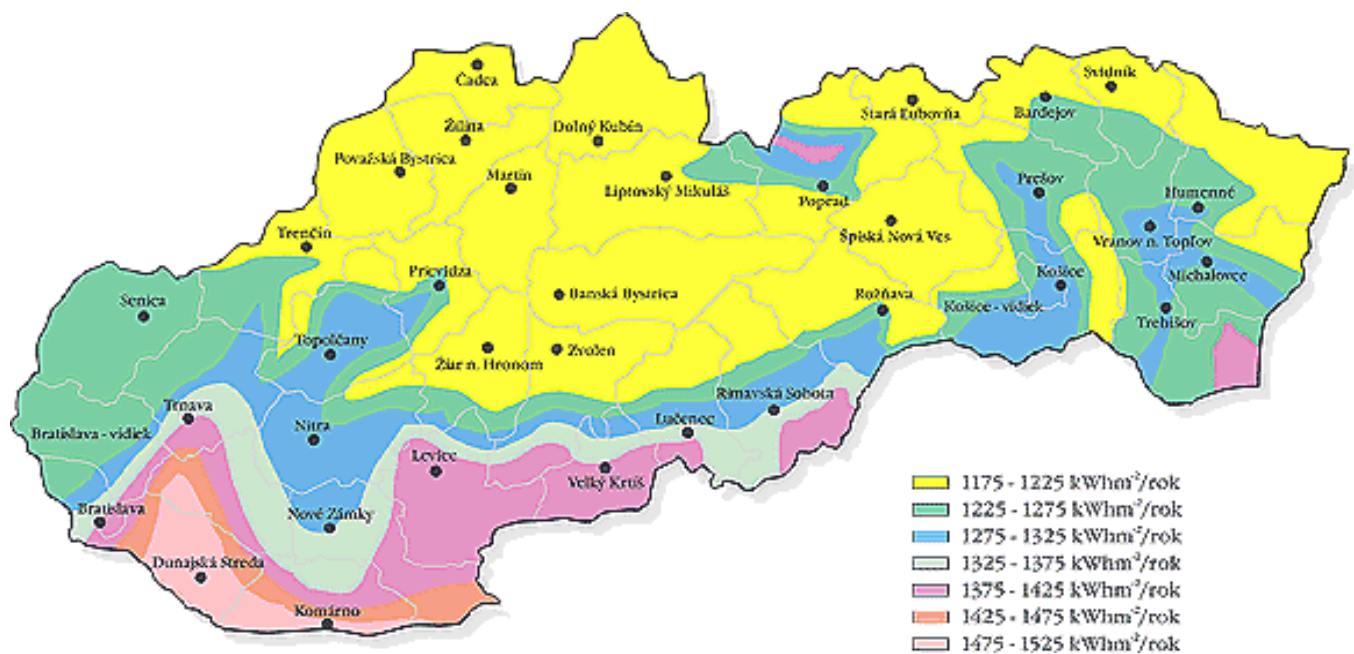 Čadca
Svidník
Stará Ľubovňa
Bardejov
Žilina
Dolný Kubín
Považská Bystrica
Martin
Liptovský Mikuláš
Poprad
Prešov
Humenné
Trenčín
Špiská Nová Ves
Vranov n. Topľov
Michalovce
Prievidza
Senica
Banská Bystrica
Rožňava
Košice
Košice - vidiek
Trebišov
Topoľčany
Žiar n. Hronom
Zvolen
Rimavská Sobota
Trnava
Bratislava - vidiek
Nitra
Lučenec
Levice
Veľký Krtíš
Bratislava
Nové Zámky
Dunajská Streda
Komárno
1175 - 1225 kWhm⁻²/rok
1225 - 1275 kWhm⁻²/rok
1275 - 1325 kWhm⁻²/rok
1325 - 1375 kWhm⁻²/rok
1375 - 1425 kWhm⁻²/rok
1425 - 1475 kWhm⁻²/rok
1475 - 1525 kWhm⁻²/rok